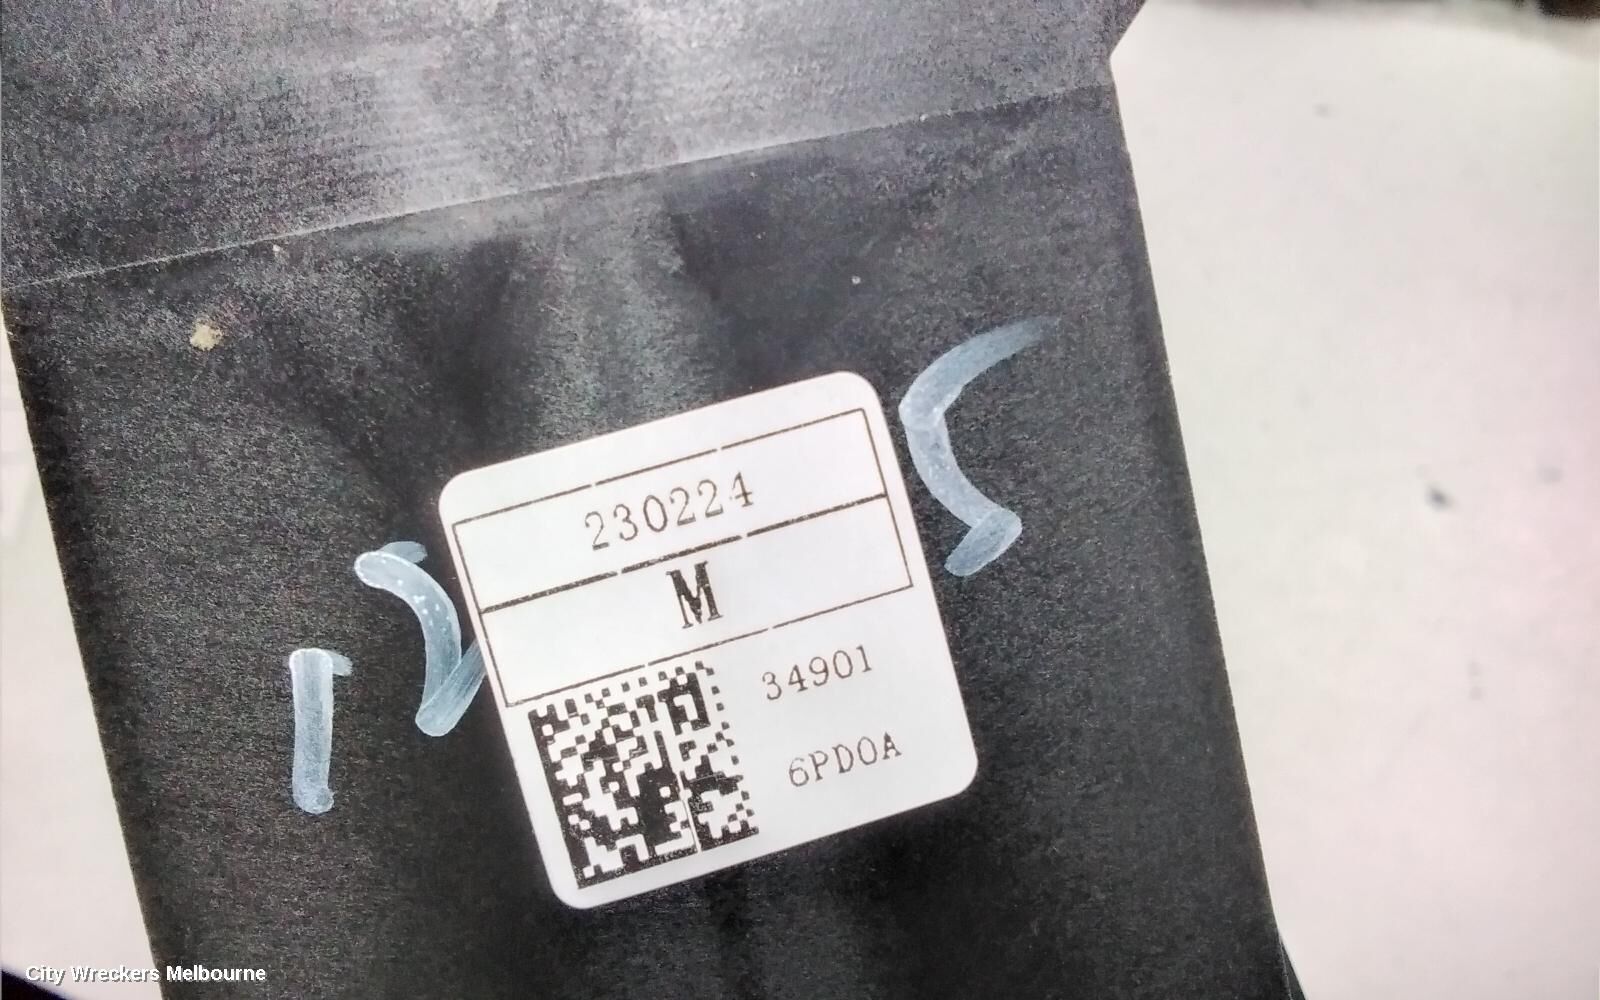 230224
M
34901
6PD0A
City Wreckers Melbourne